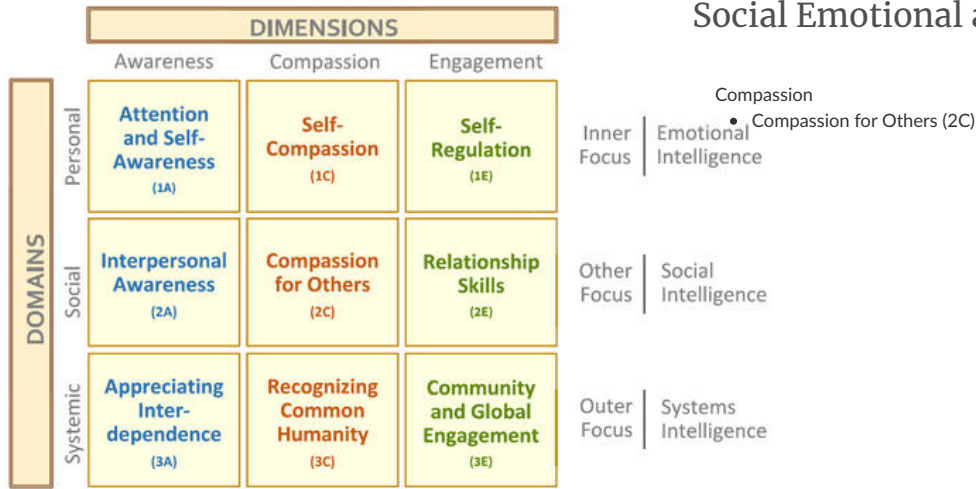 Social Emotional a
DIMENSIONS
Awareness
Compassion
Engagement
DOMAINS
Personal
Attention
and Self-
Awareness
(1A)
Self-
Compassion
(1C)
Self-
Regulation
(1E)
Inner
Focus
Emotional
Intelligence
Compassion
• Compassion for Others (2C)
Social
Interpersonal
Awareness
(2A)
Compassion
for Others
(2C)
Relationship
Skills
(2E)
Other
Focus
Social
Intelligence
Systemic
Appreciating
Inter-
dependence
(3A)
Recognizing
Common
Humanity
(3C)
Community
and Global
Engagement
(3E)
Outer
Focus
Systems
Intelligence